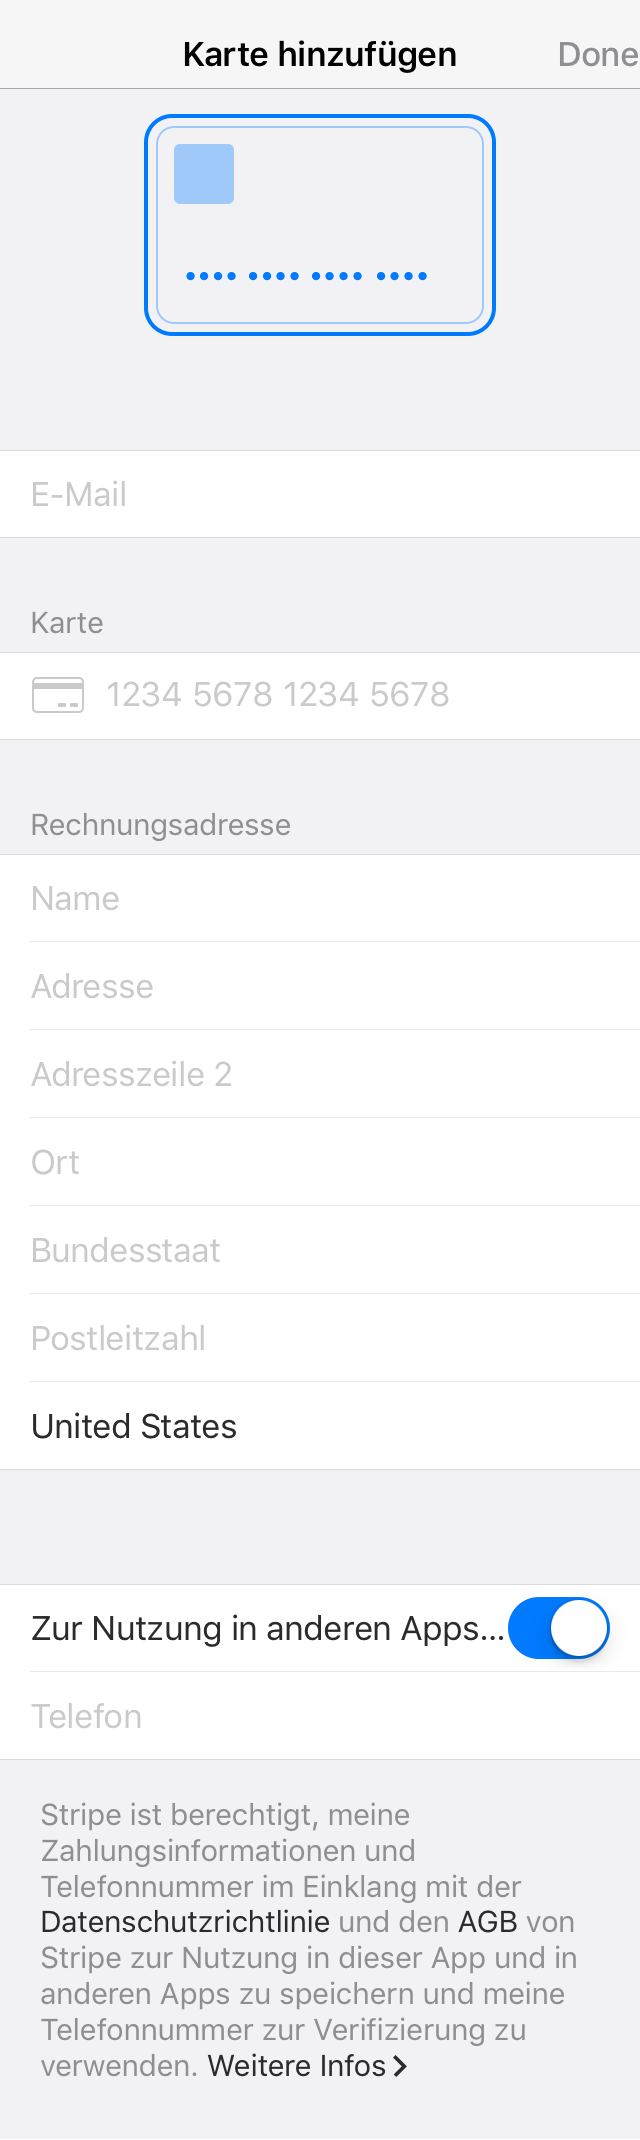 Karte hinzufügen
Done
•••• •••• •••• ••••
E-Mail
Karte
1234 5678 1234 5678
Rechnungsadresse
Name
Adresse
Adresszeile 2
Ort
Bundesstaat
Postleitzahl
United States
Zur Nutzung in anderen Apps...
Telefon
Stripe ist berechtigt, meine
Zahlungsinformationen und
Telefonnummer im Einklang mit der
Datenschutzrichtlinie und den AGB von
Stripe zur Nutzung in dieser App und in
anderen Apps zu speichern und meine
Telefonnummer zur Verifizierung zu
verwenden. Weitere Infos